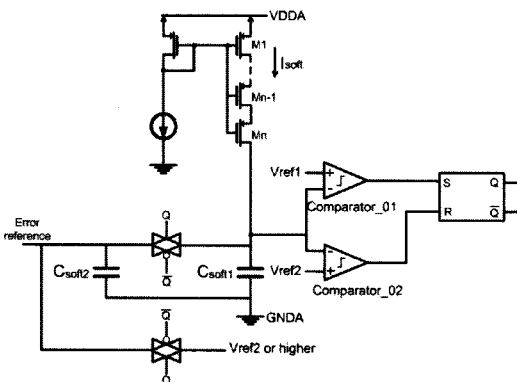 VDDA
M1
Isoft
Mn-1
Mn
Vref1
+
-
S
Q
Comparator_01
R
Q̅
Error
reference
Q
Q̅
Csoft2
Csoft1
-
Vref2
+
Comparator_02
GNDA
Q̅
Vref2 or higher
Q